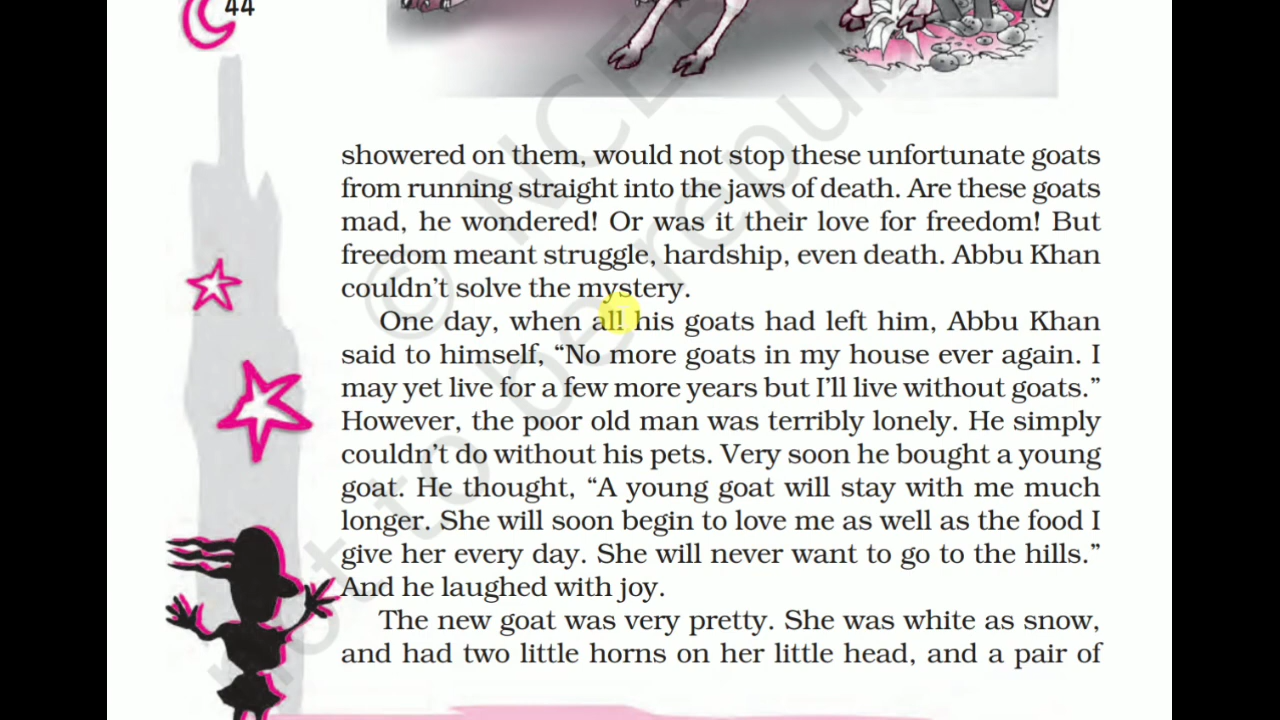 44
showered on them, would not stop these unfortunate goats
from running straight into the jaws of death. Are these goats
mad, he wondered! Or was it their love for freedom! But
freedom meant struggle, hardship, even death. Abbu Khan
couldn't solve the mystery.
One day, when all his goats had left him, Abbu Khan
said to himself, “No more goats in my house ever again. I
may yet live for a few more years but I'll live without goats.”
However, the poor old man was terribly lonely. He simply
couldn't do without his pets. Very soon he bought a young
goat. He thought, “A young goat will stay with me much
longer. She will soon begin to love me as well as the food I
give her every day. She will never want to go to the hills.”
And he laughed with joy.
The new goat was very pretty. She was white as snow,
and had two little horns on her little head, and a pair of
© NCE
not to be republ